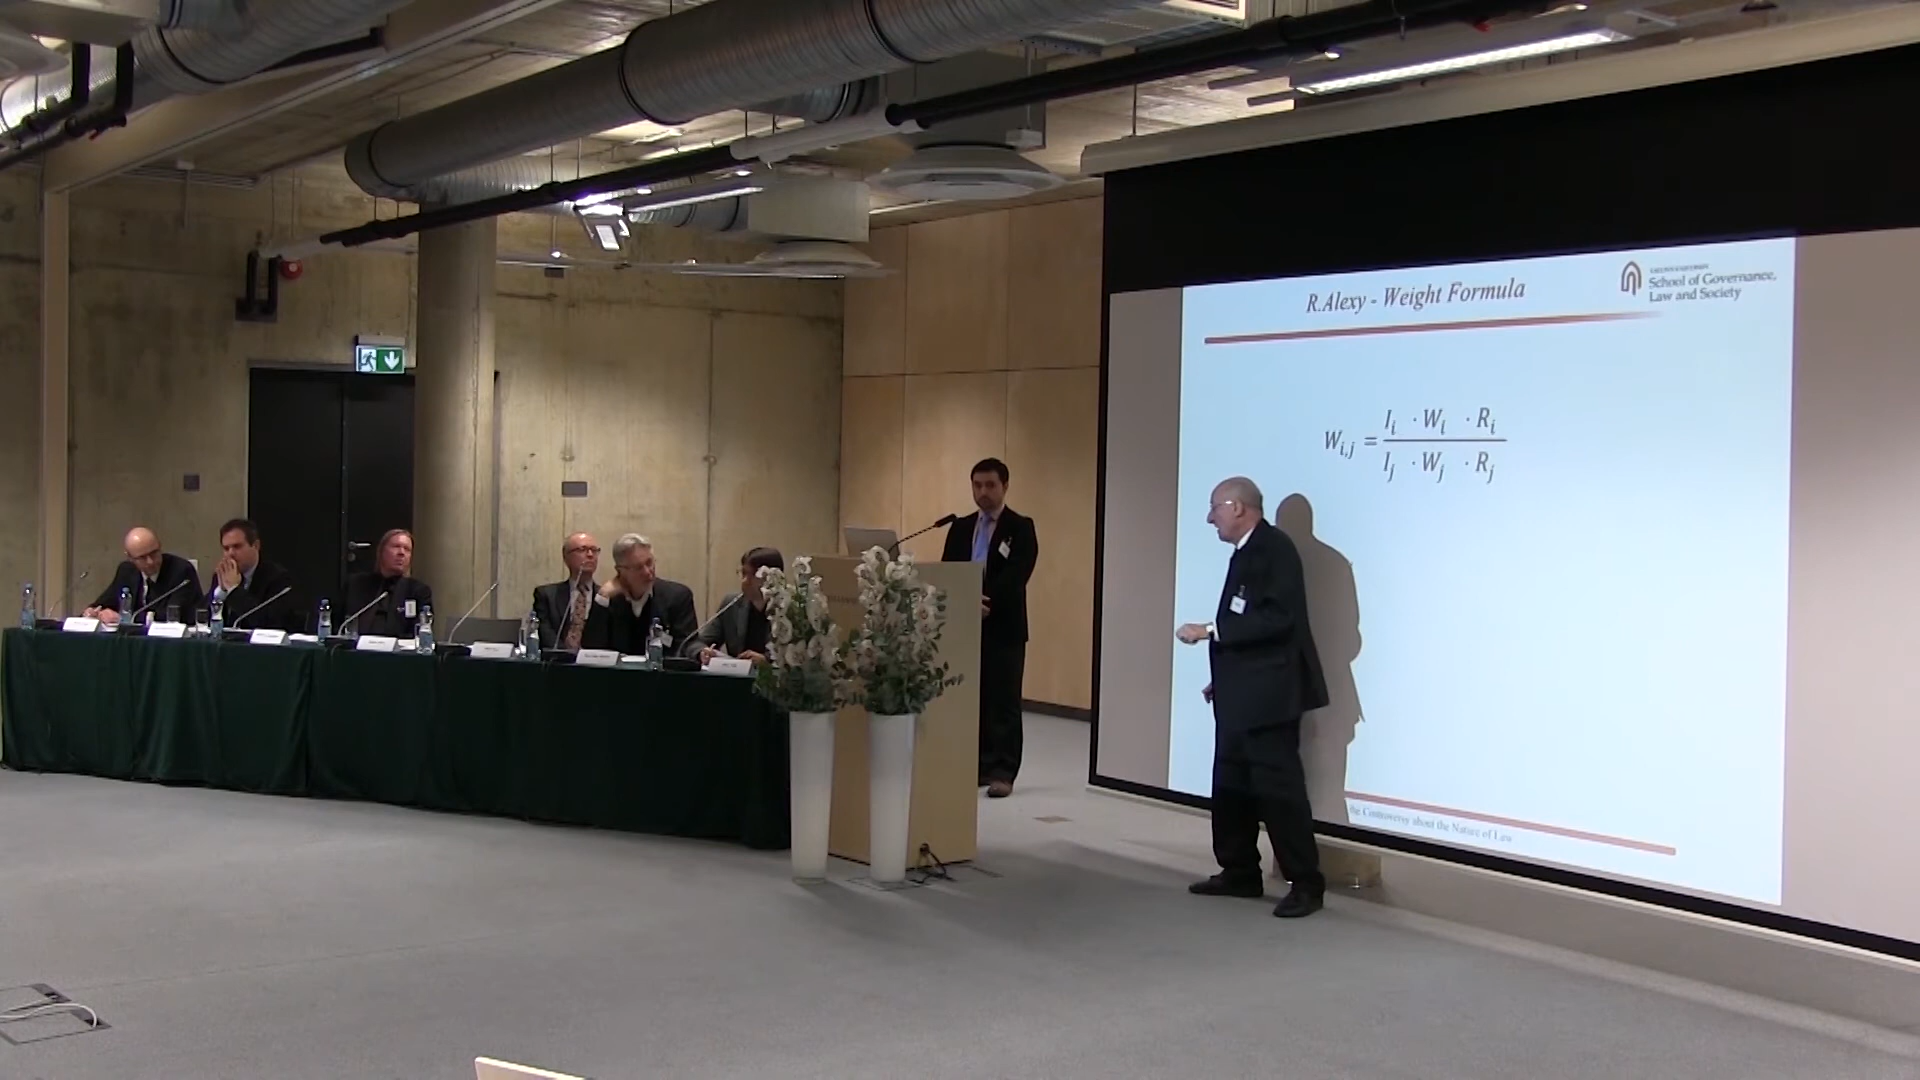 R.Alexy - Weight Formula
School of Governance,
Law and Society
W_{i,j} = \frac{I_i · W_i · R_i}{I_j · W_j · R_j}
the Controversy about the Nature of Law